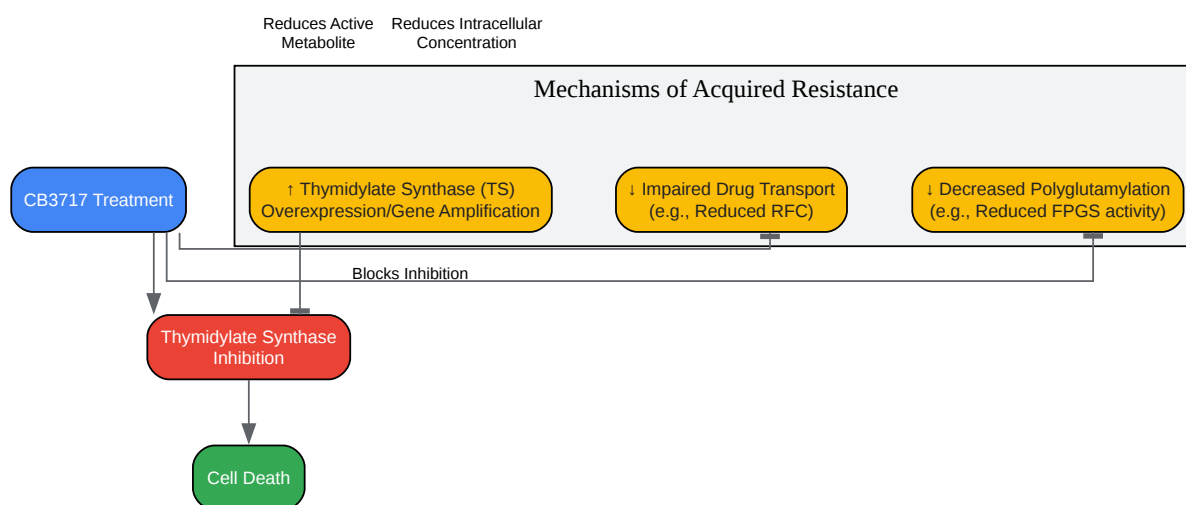 Reduces Active
Metabolite
Reduces Intracellular
Concentration
Mechanisms of Acquired Resistance
CB3717 Treatment
↑ Thymidylate Synthase (TS)
Overexpression/Gene Amplification
↓ Impaired Drug Transport
(e.g., Reduced RFC)
↓ Decreased Polyglutamylation
(e.g., Reduced FPGS activity)
Blocks Inhibition
Thymidylate Synthase
Inhibition
Cell Death